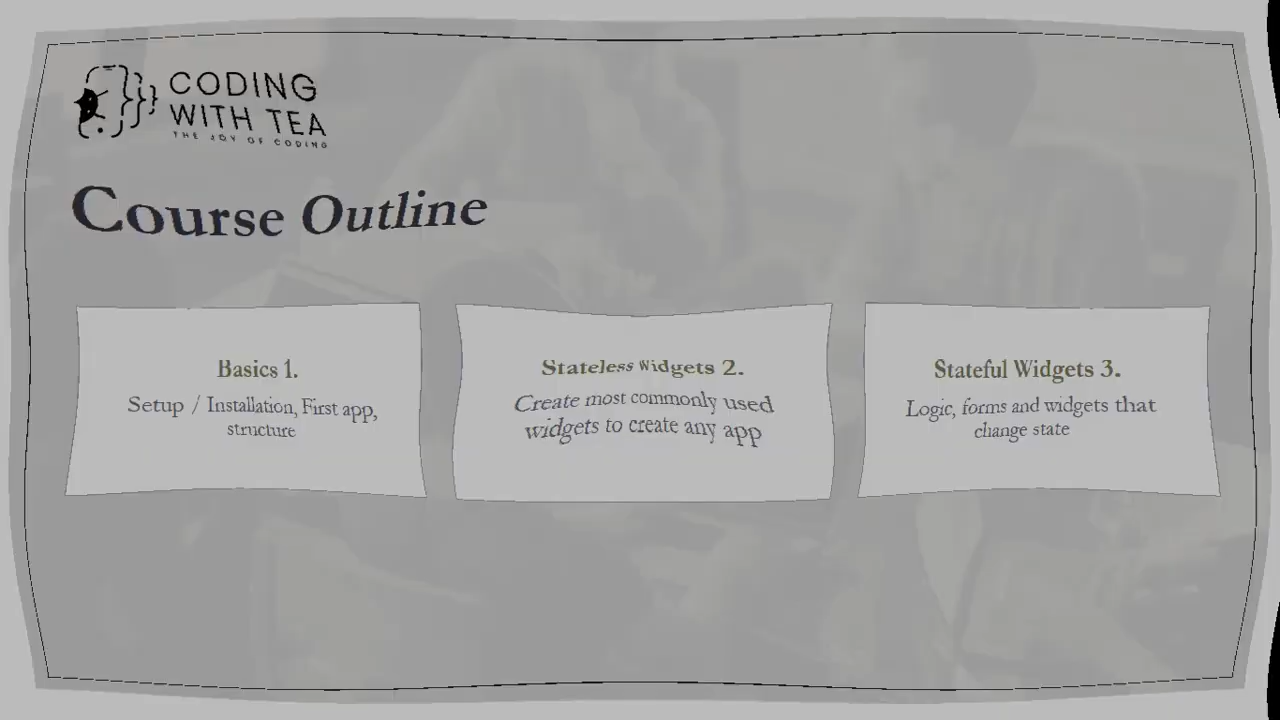 CODING
WITH TEA
THE JOY OF CODING
Course Outline
Basics 1.
Setup / Installation, First app,
structure
Stateless Widgets 2.
Create most commonly used
widgets to create any app
Stateful Widgets 3.
Logic, forms and widgets that
change state